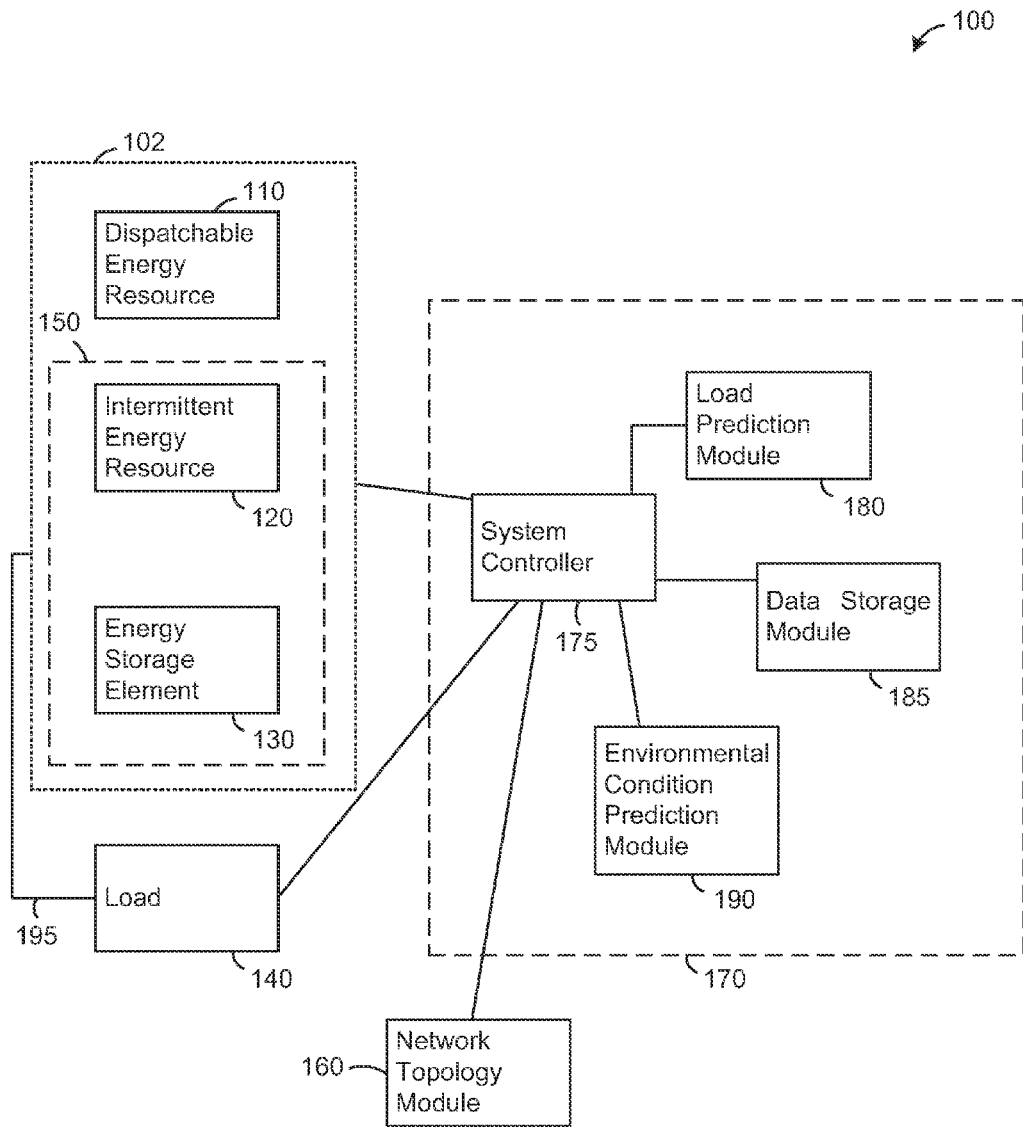 100
102
110
Dispatchable
Energy
Resource
150
Intermittent
Energy
Resource
120
Energy
Storage
Element
130
Load
Prediction
Module
180
System
Controller
175
Data Storage
Module
185
Environmental
Condition
Prediction
Module
190
Load
195
140
170
160
Network
Topology
Module